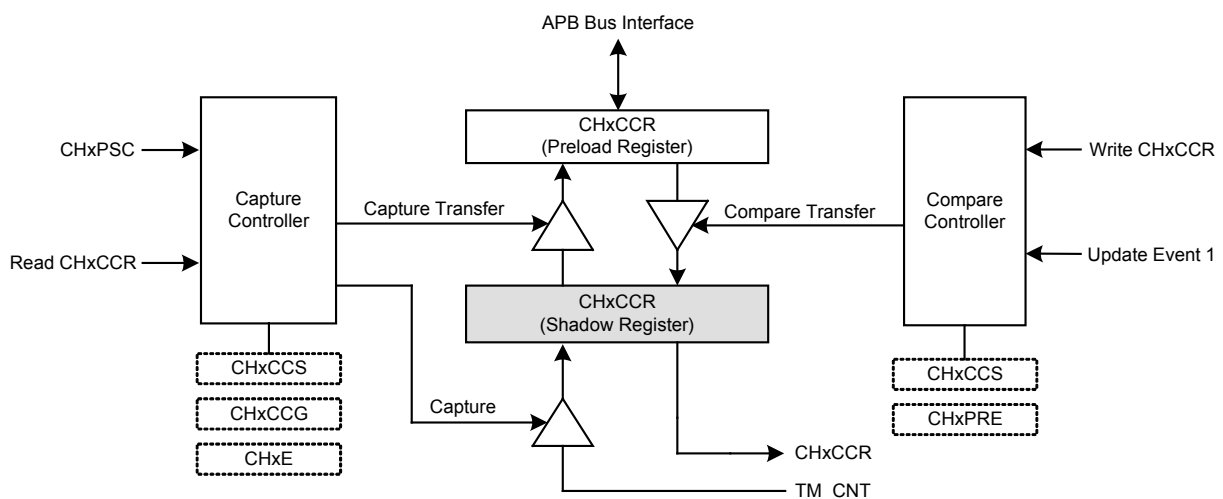 APB Bus Interface
CHxCCR
(Preload Register)
CHxPSC
Write CHxCCR
Capture
Controller
Compare
Controller
Capture Transfer
Compare Transfer
Read CHxCCR
Update Event 1
CHxCCR
(Shadow Register)
CHxCCS
CHxCCS
CHxCCG
Capture
CHxPRE
CHxE
CHxCCR
TM_CNT